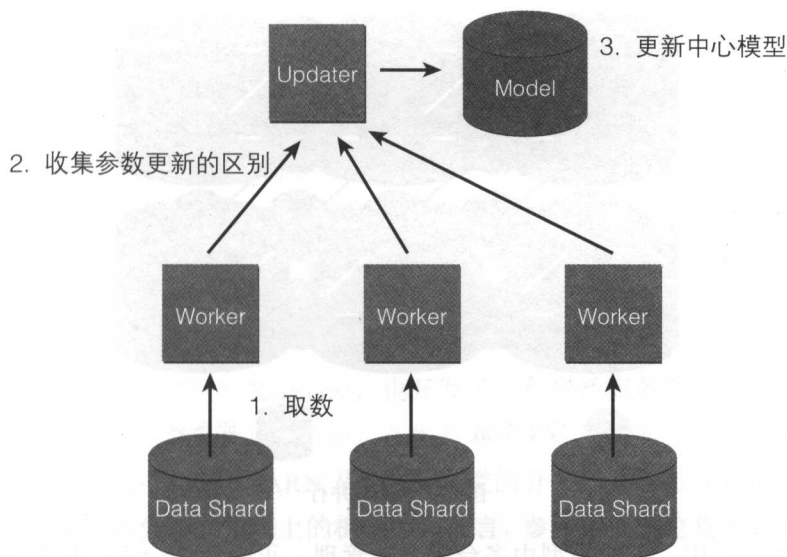 3. 更新中心模型
Updater
Model
2. 收集参数更新的区别
Worker
Worker
Worker
1. 取数
Data Shard
Data Shard
Data Shard